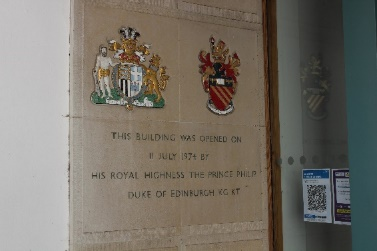 THIS BUILDING WAS OPENED ON
11 JULY 1974 BY
HIS ROYAL HIGHNESS THE PRINCE PHILIP
DUKE OF EDINBURGH KG KT